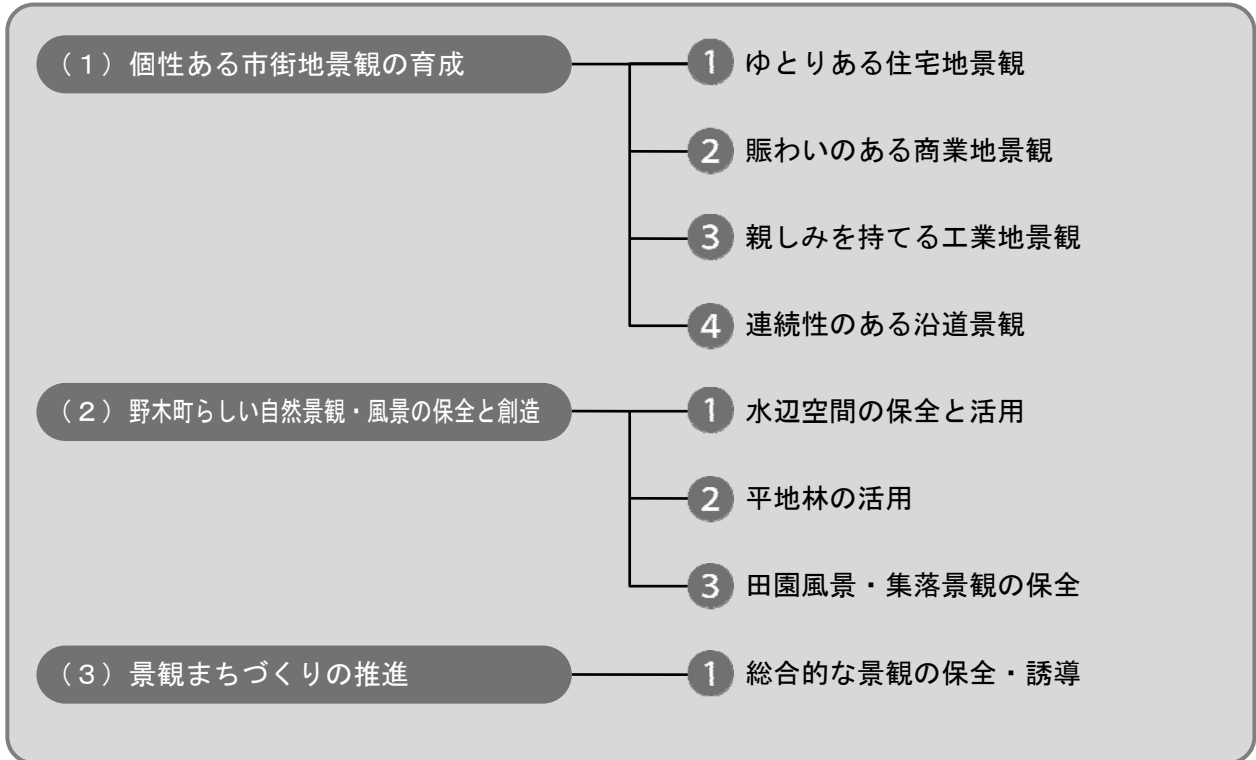 （１）個性ある市街地景観の育成
1 ゆとりある住宅地景観
2 賑わいのある商業地景観
3 親しみを持てる工業地景観
4 連続性のある沿道景観
（２）野木町らしい自然景観・風景の保全と創造
1 水辺空間の保全と活用
2 平地林の活用
3 田園風景・集落景観の保全
（３）景観まちづくりの推進
1 総合的な景観の保全・誘導